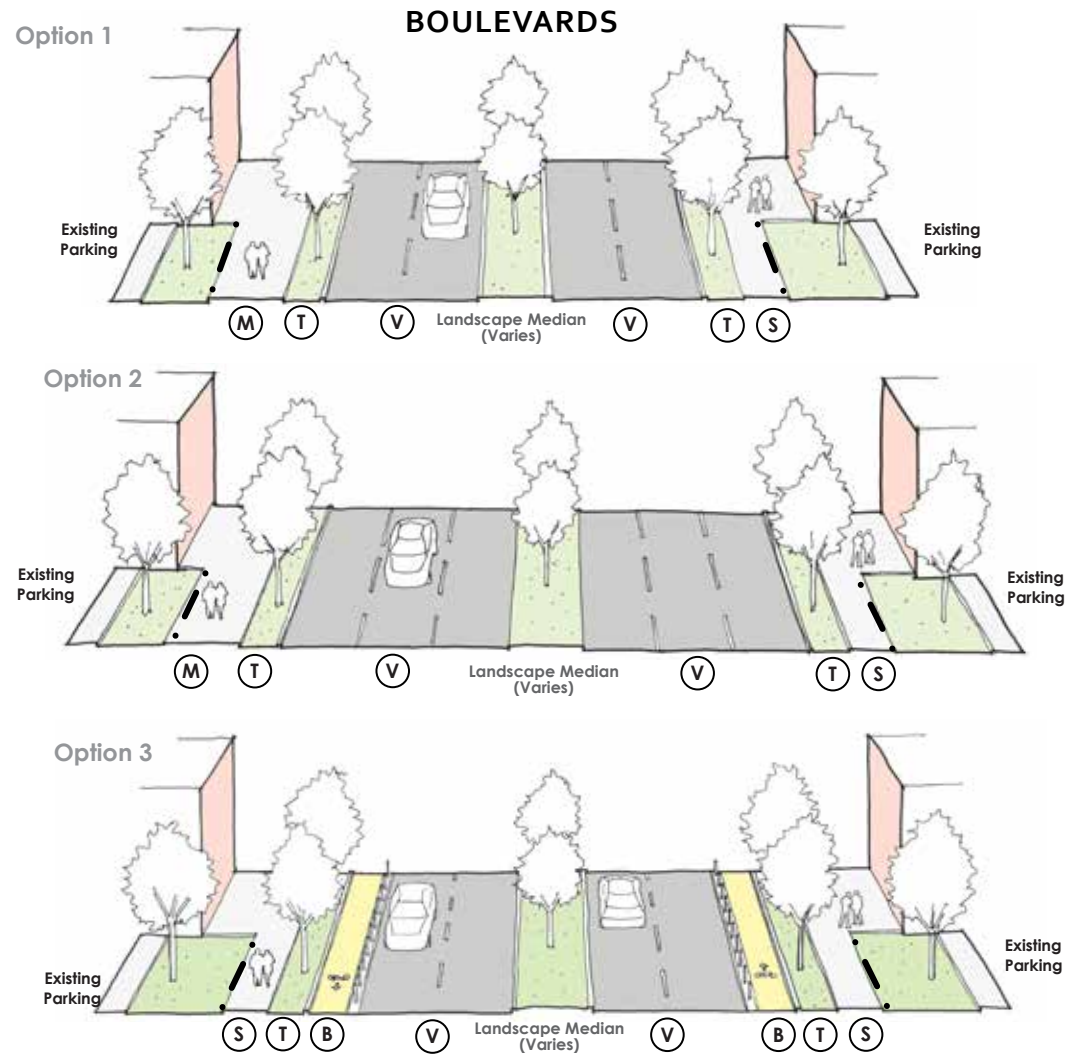 BOULEVARDS
Option 1
Existing
Parking
Existing
Parking
M
T
V
Landscape Median
(Varies)
V
T
S
Option 2
Existing
Parking
Existing
Parking
M
T
V
Landscape Median
(Varies)
V
T
S
Option 3
Existing
Parking
Existing
Parking
S
T
B
V
Landscape Median
(Varies)
V
B
T
S